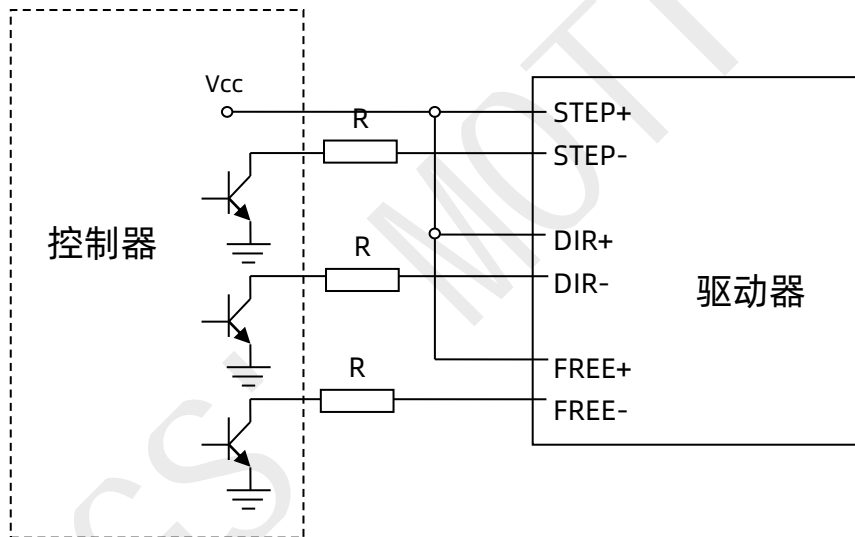 Vcc
R
STEP+
STEP-
控制器
R
DIR+
DIR-
驱动器
R
FREE+
FREE-